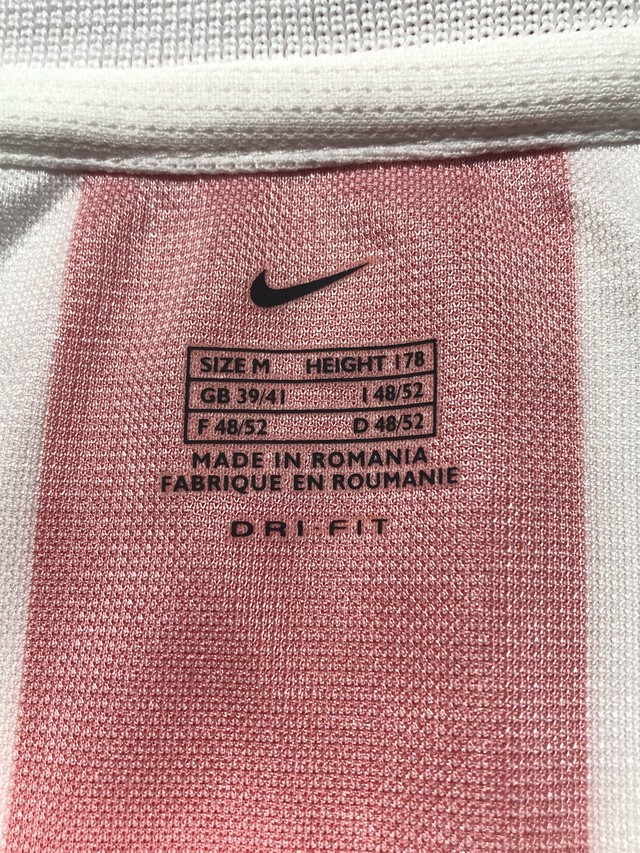 SIZE M HEIGHT 178
GB 39/41 I 48/52
F 48/52 D 48/52
MADE IN ROMANIA
FABRIQUE EN ROUMANIE
DRI·FIT